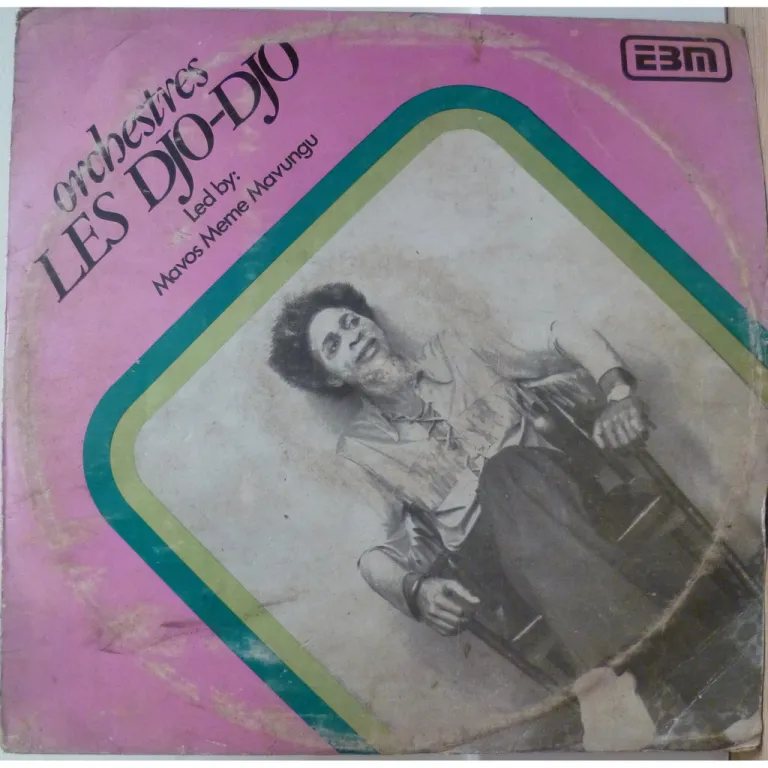 EBM
orchestres
LES DJO-DJO
Led by:
Mavos Meme Mavungu